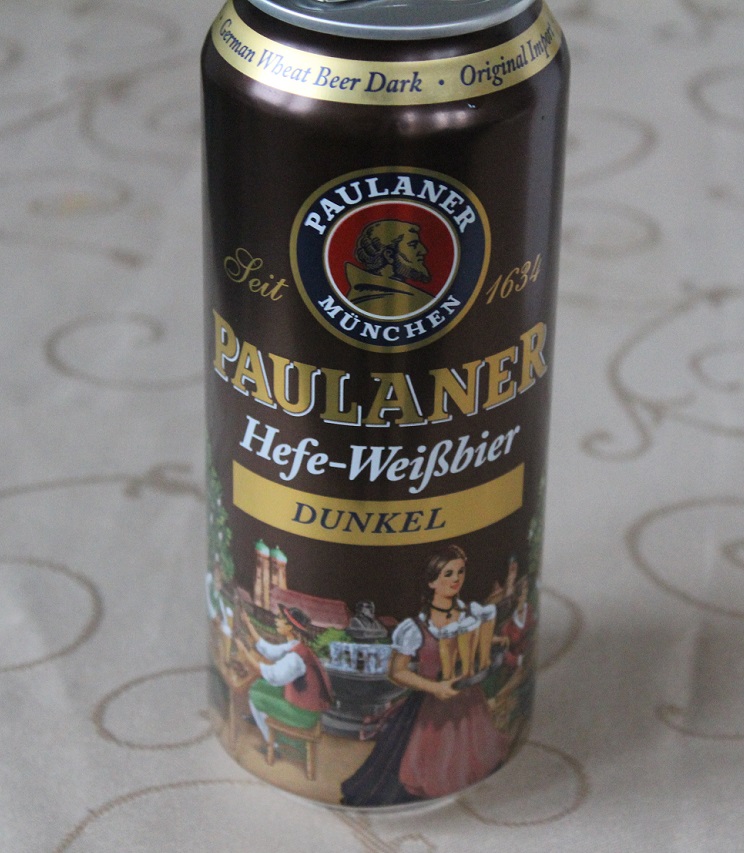 German Wheat Beer Dark · Original Import
PAULANER
MÜNCHEN
Seit 1634
PAULANER
Hefe-Weißbier
DUNKEL